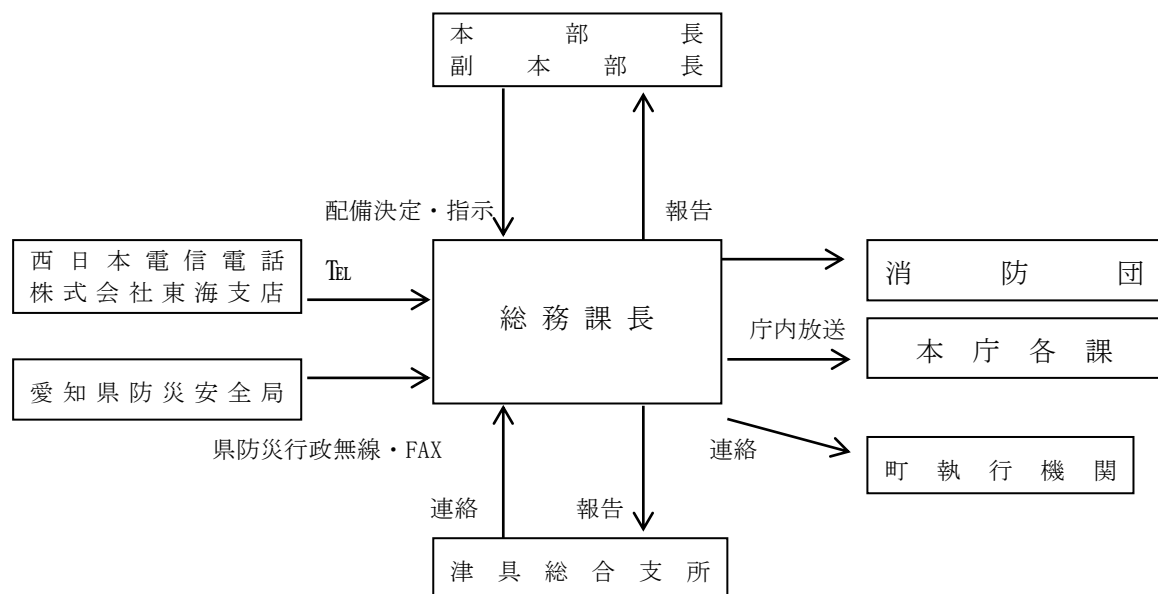 本部長
副本部長
配備決定・指示
報告
西日本電信電話
株式会社東海支店
℡
総務課長
消防団
庁内放送
本庁各課
愛知県防災安全局
県防災行政無線・FAX
連絡
町執行機関
連絡
報告
津具総合支所